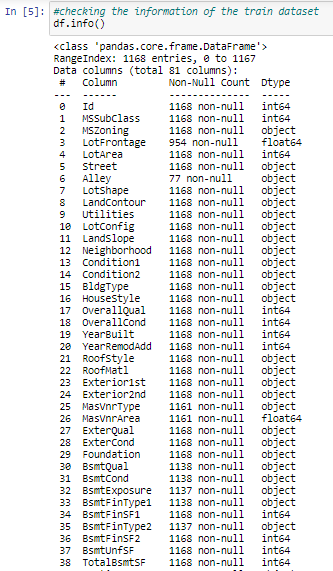 In [5]: #checking the information of the train dataset
df.info()
<class 'pandas.core.frame.DataFrame'>
RangeIndex: 1168 entries, 0 to 1167
Data columns (total 81 columns):
# Column Non-Null Count Dtype
--- ------ -------------- -----
0 Id 1168 non-null int64
1 MSSubClass 1168 non-null int64
2 MSZoning 1168 non-null object
3 LotFrontage 954 non-null float64
4 LotArea 1168 non-null int64
5 Street 1168 non-null object
6 Alley 77 non-null object
7 LotShape 1168 non-null object
8 LandContour 1168 non-null object
9 Utilities 1168 non-null object
10 LotConfig 1168 non-null object
11 LandSlope 1168 non-null object
12 Neighborhood 1168 non-null object
13 Condition1 1168 non-null object
14 Condition2 1168 non-null object
15 BldgType 1168 non-null object
16 HouseStyle 1168 non-null object
17 OverallQual 1168 non-null int64
18 OverallCond 1168 non-null int64
19 YearBuilt 1168 non-null int64
20 YearRemodAdd 1168 non-null int64
21 RoofStyle 1168 non-null object
22 RoofMatl 1168 non-null object
23 Exterior1st 1168 non-null object
24 Exterior2nd 1168 non-null object
25 MasVnrType 1161 non-null object
26 MasVnrArea 1161 non-null float64
27 ExterQual 1168 non-null object
28 ExterCond 1168 non-null object
29 Foundation 1168 non-null object
30 BsmtQual 1138 non-null object
31 BsmtCond 1138 non-null object
32 BsmtExposure 1137 non-null object
33 BsmtFinType1 1138 non-null object
34 BsmtFinSF1 1168 non-null int64
35 BsmtFinType2 1137 non-null object
36 BsmtFinSF2 1168 non-null int64
37 BsmtUnfSF 1168 non-null int64
38 TotalBsmtSF 1168 non-null int64